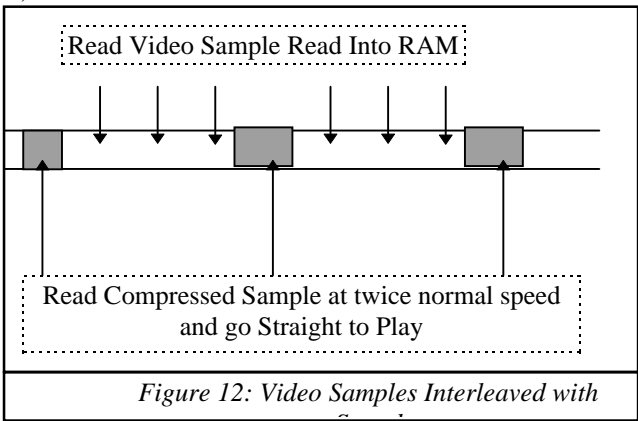 Read Video Sample Read Into RAM
Read Compressed Sample at twice normal speed
and go Straight to Play
Figure 12: Video Samples Interleaved with